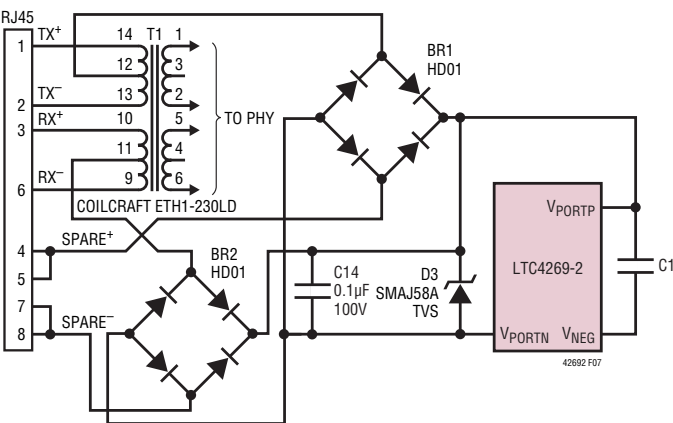 RJ45
1
TX+
14
T1
1
12
3
2
TX−
13
2
3
RX+
10
5
TO PHY
11
4
6
RX−
9
6
COILCRAFT ETH1-230LD
BR1
HD01
4
SPARE+
5
7
8
SPARE−
BR2
HD01
C14
0.1µF
100V
D3
SMAJ58A
TVS
VPORTP
LTC4269-2
VPORTN
VNEG
C1
42692 F07